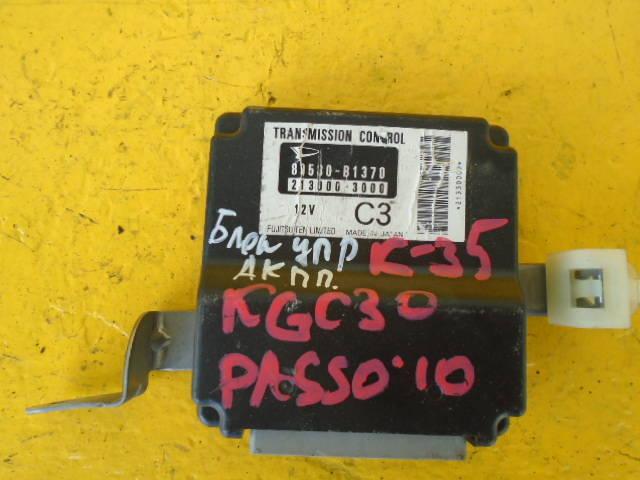 TRANSMISSION CONTROL
89530-B1370
213000-3000
12V C3
FUJITSU TEN LIMITED MADE IN JAPAN
*21330007*
Блок упр K-35
АКПП.
KGC30
PASSO'10